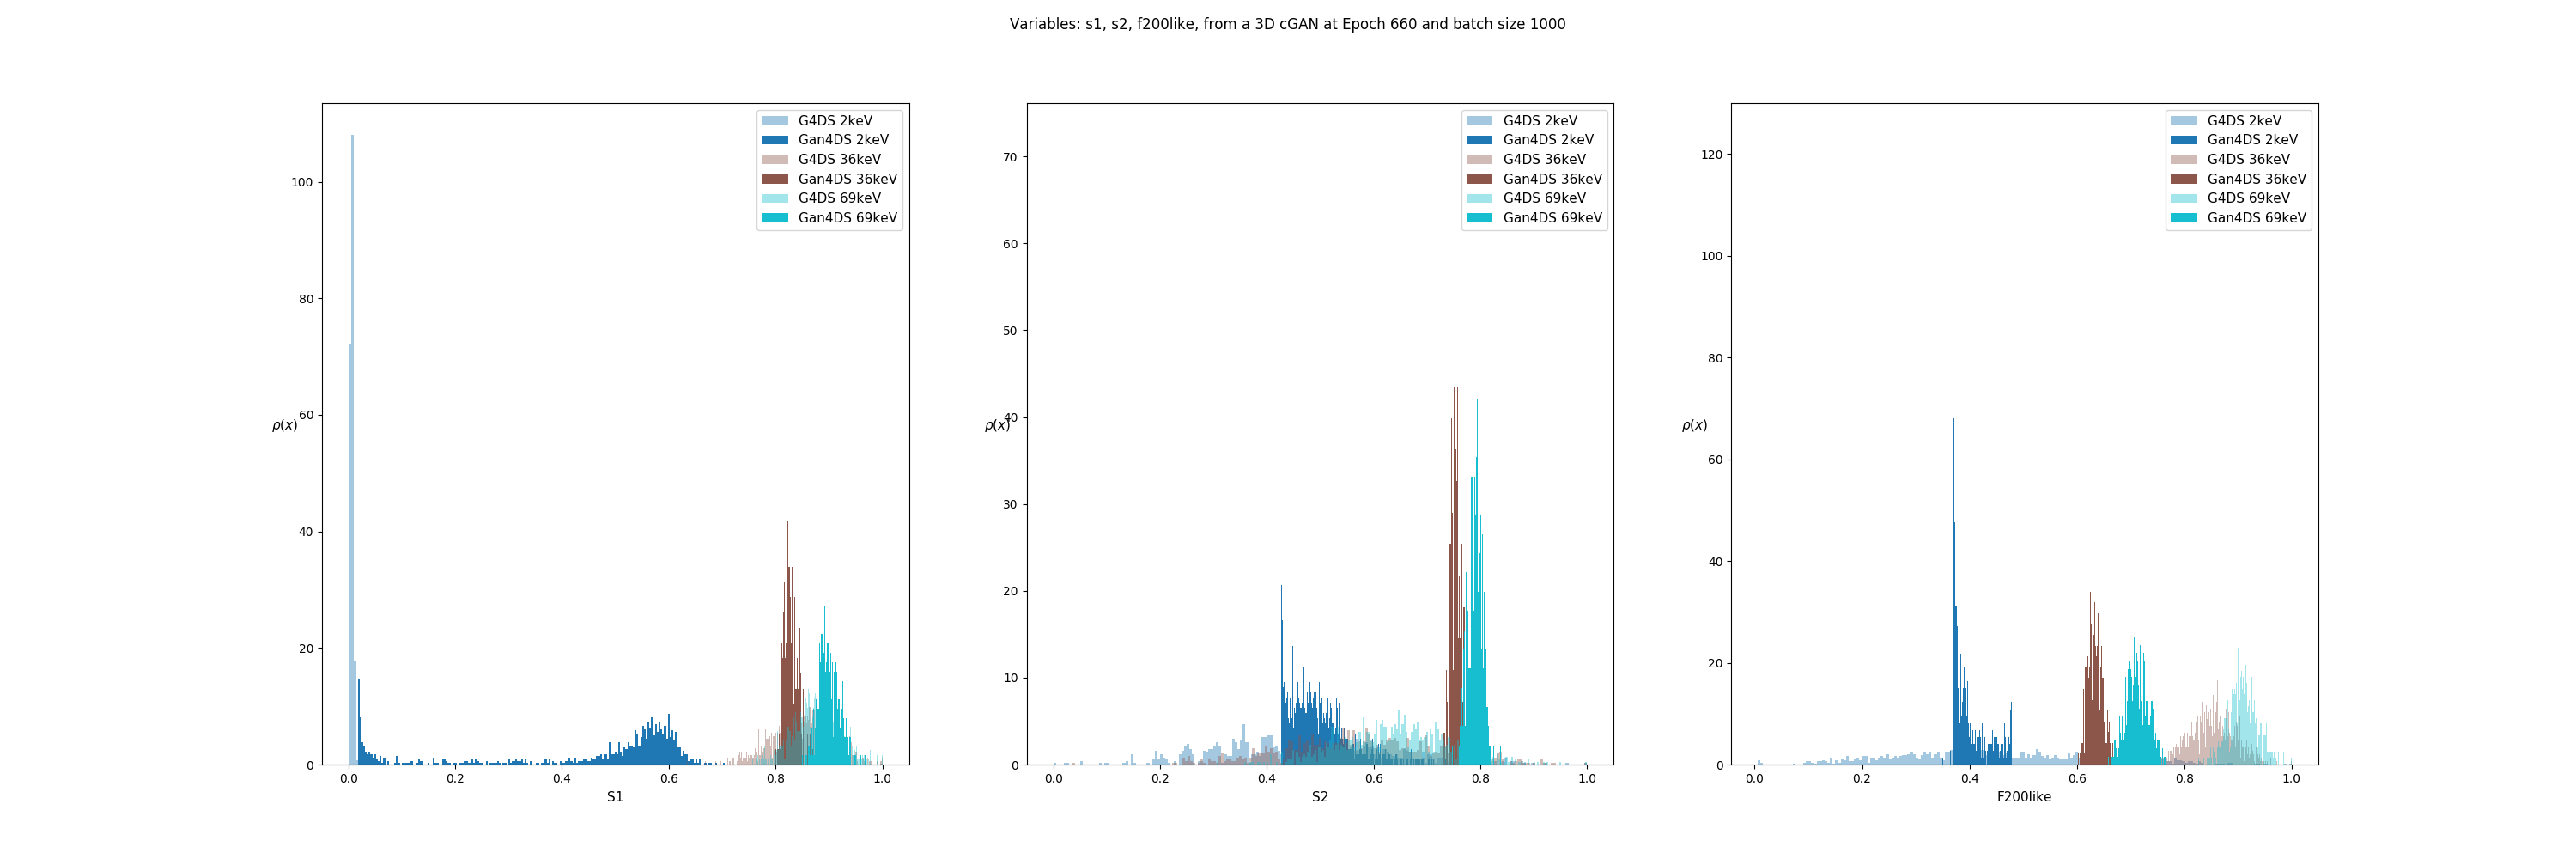 Variables: s1, s2, f200like, from a 3D cGAN at Epoch 660 and batch size 1000
G4DS 2keV
Gan4DS 2keV
G4DS 36keV
Gan4DS 36keV
G4DS 69keV
Gan4DS 69keV
100
80
60
40
20
0
ρ(x)
0.0 0.2 0.4 0.6 0.8 1.0
S1
G4DS 2keV
Gan4DS 2keV
G4DS 36keV
Gan4DS 36keV
G4DS 69keV
Gan4DS 69keV
70
60
50
40
30
20
10
0
ρ(x)
0.0 0.2 0.4 0.6 0.8 1.0
S2
G4DS 2keV
Gan4DS 2keV
G4DS 36keV
Gan4DS 36keV
G4DS 69keV
Gan4DS 69keV
120
100
80
60
40
20
0
ρ(x)
0.0 0.2 0.4 0.6 0.8 1.0
F200like